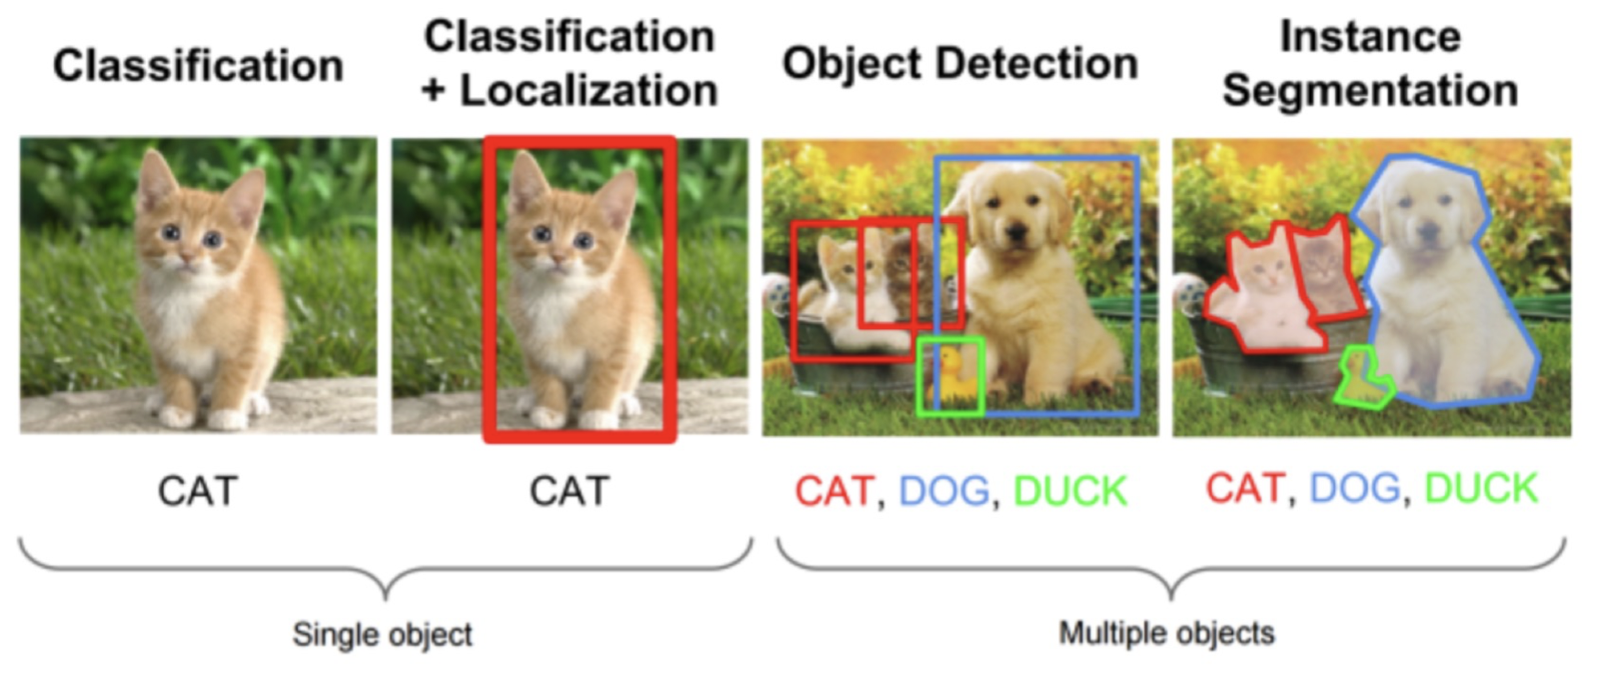 Classification
Classification
+ Localization
Object Detection
Instance
Segmentation
CAT
CAT
CAT, DOG, DUCK
CAT, DOG, DUCK
Single object
Multiple objects